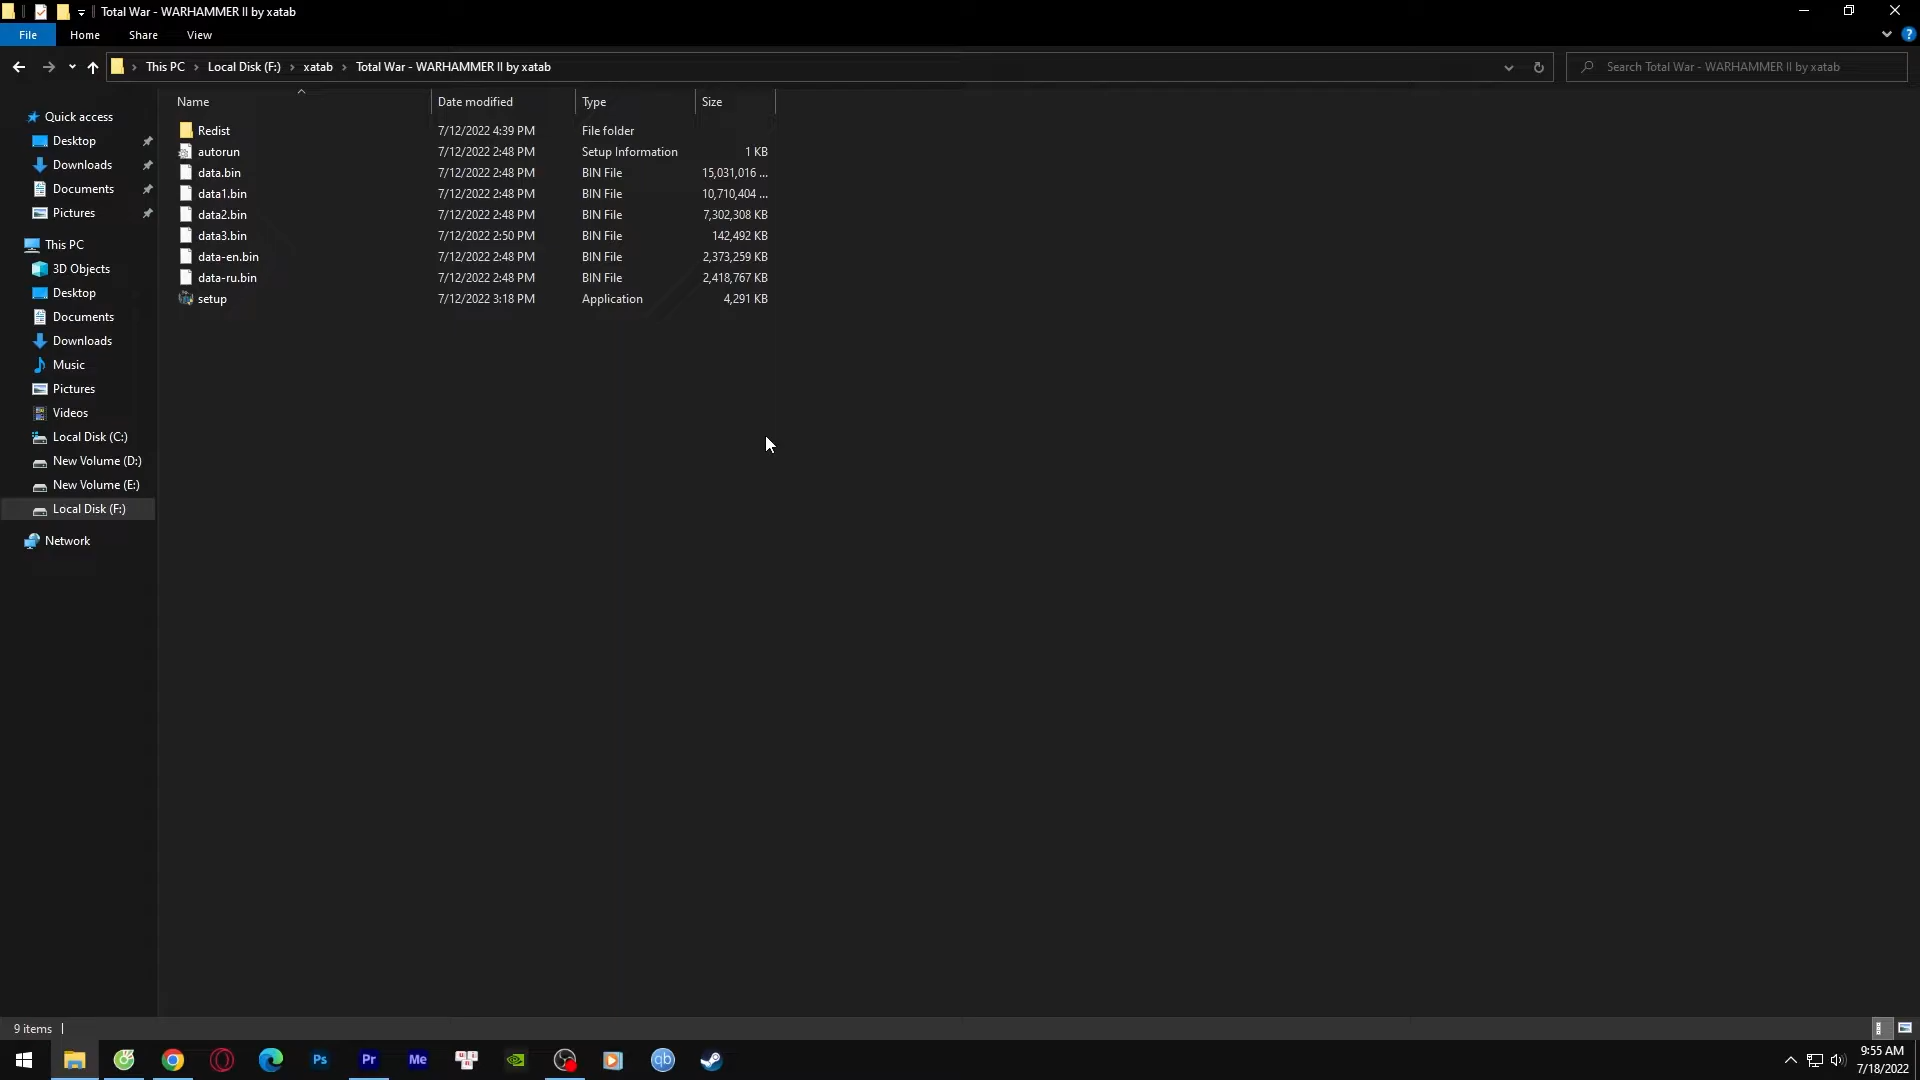 Total War - WARHAMMER II by xatab
File Home Share View
This PC Local Disk (F:) xatab Total War - WARHAMMER II by xatab
Search Total War - WARHAMMER II by xatab
Name Date modified Type Size
Redist 7/12/2022 4:39 PM File folder
autorun 7/12/2022 2:48 PM Setup Information 1 KB
data.bin 7/12/2022 2:48 PM BIN File 15,031,016 ...
data1.bin 7/12/2022 2:48 PM BIN File 10,710,404 ...
data2.bin 7/12/2022 2:48 PM BIN File 7,302,308 KB
data3.bin 7/12/2022 2:50 PM BIN File 142,492 KB
data-en.bin 7/12/2022 2:48 PM BIN File 2,373,259 KB
data-ru.bin 7/12/2022 2:48 PM BIN File 2,418,767 KB
setup 7/12/2022 3:18 PM Application 4,291 KB
Quick access
Desktop
Downloads
Documents
Pictures
This PC
3D Objects
Desktop
Documents
Downloads
Music
Pictures
Videos
Local Disk (C:)
New Volume (D:)
New Volume (E:)
Local Disk (F:)
Network
9 items
Ps Pr Me qb
9:55 AM
7/18/2022